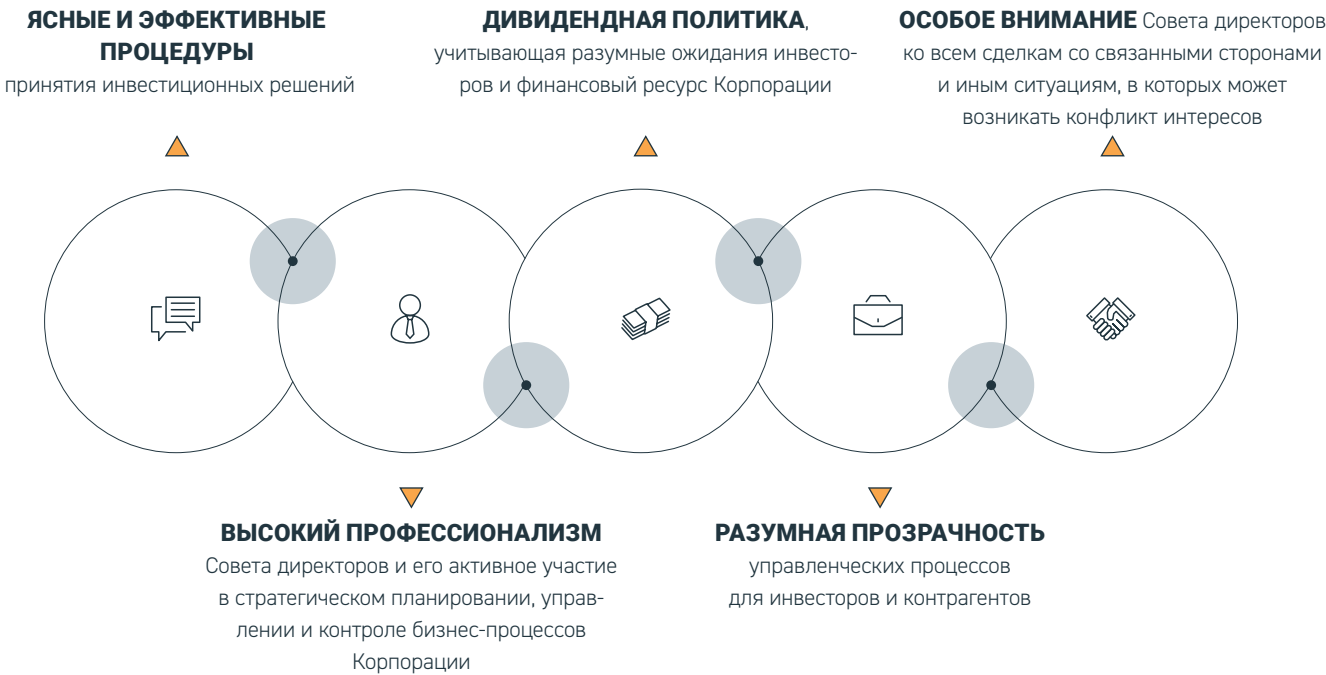 ЯСНЫЕ И ЭФФЕКТИВНЫЕ
ПРОЦЕДУРЫ
принятия инвестиционных решений
ДИВИДЕНДНАЯ ПОЛИТИКА,
учитывающая разумные ожидания инвесто-
ров и финансовый ресурс Корпорации
ОСОБОЕ ВНИМАНИЕ Совета директоров
ко всем сделкам со связанными сторонами
и иным ситуациям, в которых может
возникать конфликт интересов
ВЫСОКИЙ ПРОФЕССИОНАЛИЗМ
Совета директоров и его активное участие
в стратегическом планировании, управ-
лении и контроле бизнес-процессов
Корпорации
РАЗУМНАЯ ПРОЗРАЧНОСТЬ
управленческих процессов
для инвесторов и контрагентов